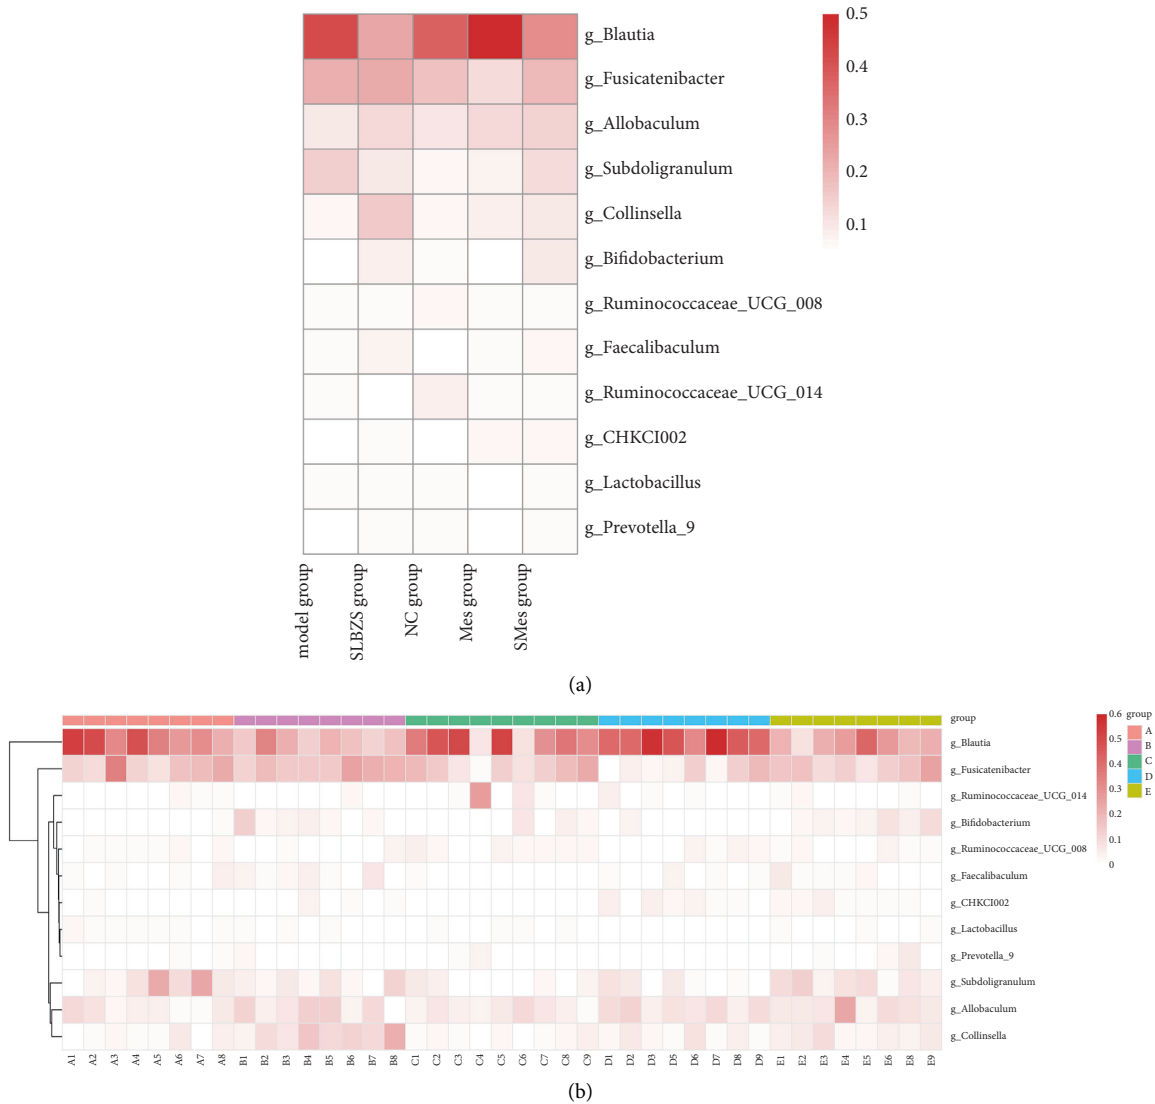 0.5
0.4
0.3
0.2
0.1
g_Blautia
g_Fusicatenibacter
g_Allobaculum
g_Subdoligranulum
g_Collinsella
g_Bifidobacterium
g_Ruminococcaceae_UCG_008
g_Faecalibaculum
g_Ruminococcaceae_UCG_014
g_CHKCI002
g_Lactobacillus
g_Prevotella_9
model group
SLBZS group
NC group
Mes group
SMes group
(a)
group
g_Blautia
g_Fusicatenibacter
g_Ruminococcaceae_UCG_014
g_Bifidobacterium
g_Ruminococcaceae_UCG_008
g_Faecalibaculum
g_CHKCI002
g_Lactobacillus
g_Prevotella_9
g_Subdoligranulum
g_Allobaculum
g_Collinsella
0.6
0.5
0.4
0.3
0.2
0.1
0
group
A
B
C
D
E
A1 A2 A3 A4 A5 A6 A7 A8 B1 B2 B3 B4 B5 B6 B7 B8 C1 C2 C3 C4 C5 C6 C7 C8 C9 D1 D2 D3 D5 D6 D7 D8 D9 E1 E2 E3 E4 E5 E6 E8 E9
(b)